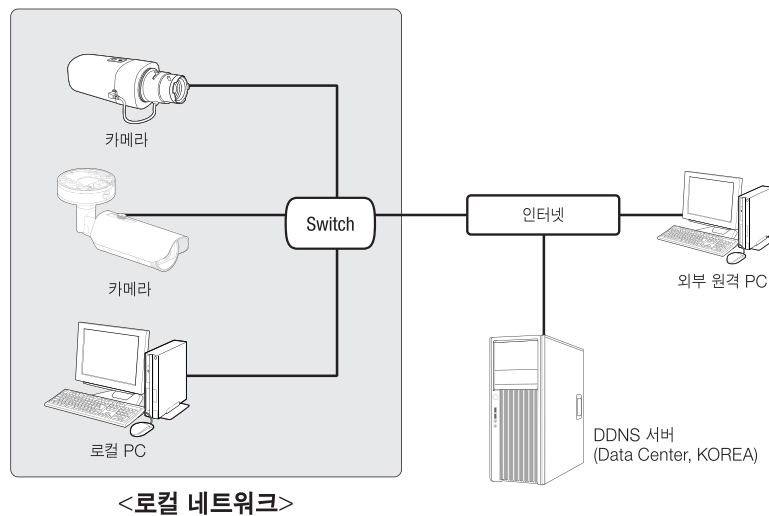 카메라
카메라
Switch
인터넷
외부 원격 PC
로컬 PC
DDNS 서버
(Data Center, KOREA)
<로컬 네트워크>